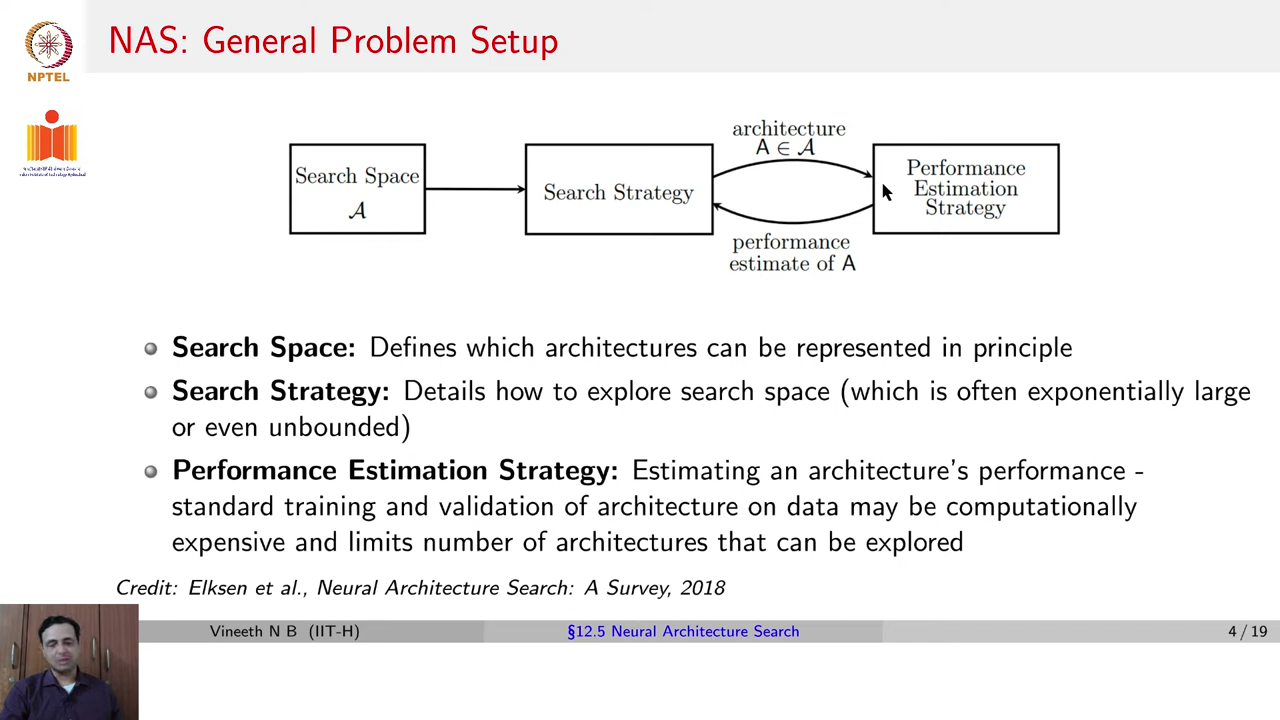 NAS: General Problem Setup
NPTEL
Search Space
𝒜
Search Strategy
architecture
A ∈ 𝒜
performance
estimate of A
Performance
Estimation
Strategy
Search Space: Defines which architectures can be represented in principle
Search Strategy: Details how to explore search space (which is often exponentially large
or even unbounded)
Performance Estimation Strategy: Estimating an architecture's performance -
standard training and validation of architecture on data may be computationally
expensive and limits number of architectures that can be explored
Credit: Elksen et al., Neural Architecture Search: A Survey, 2018
Vineeth N B (IIT-H)
§12.5 Neural Architecture Search
4 / 19